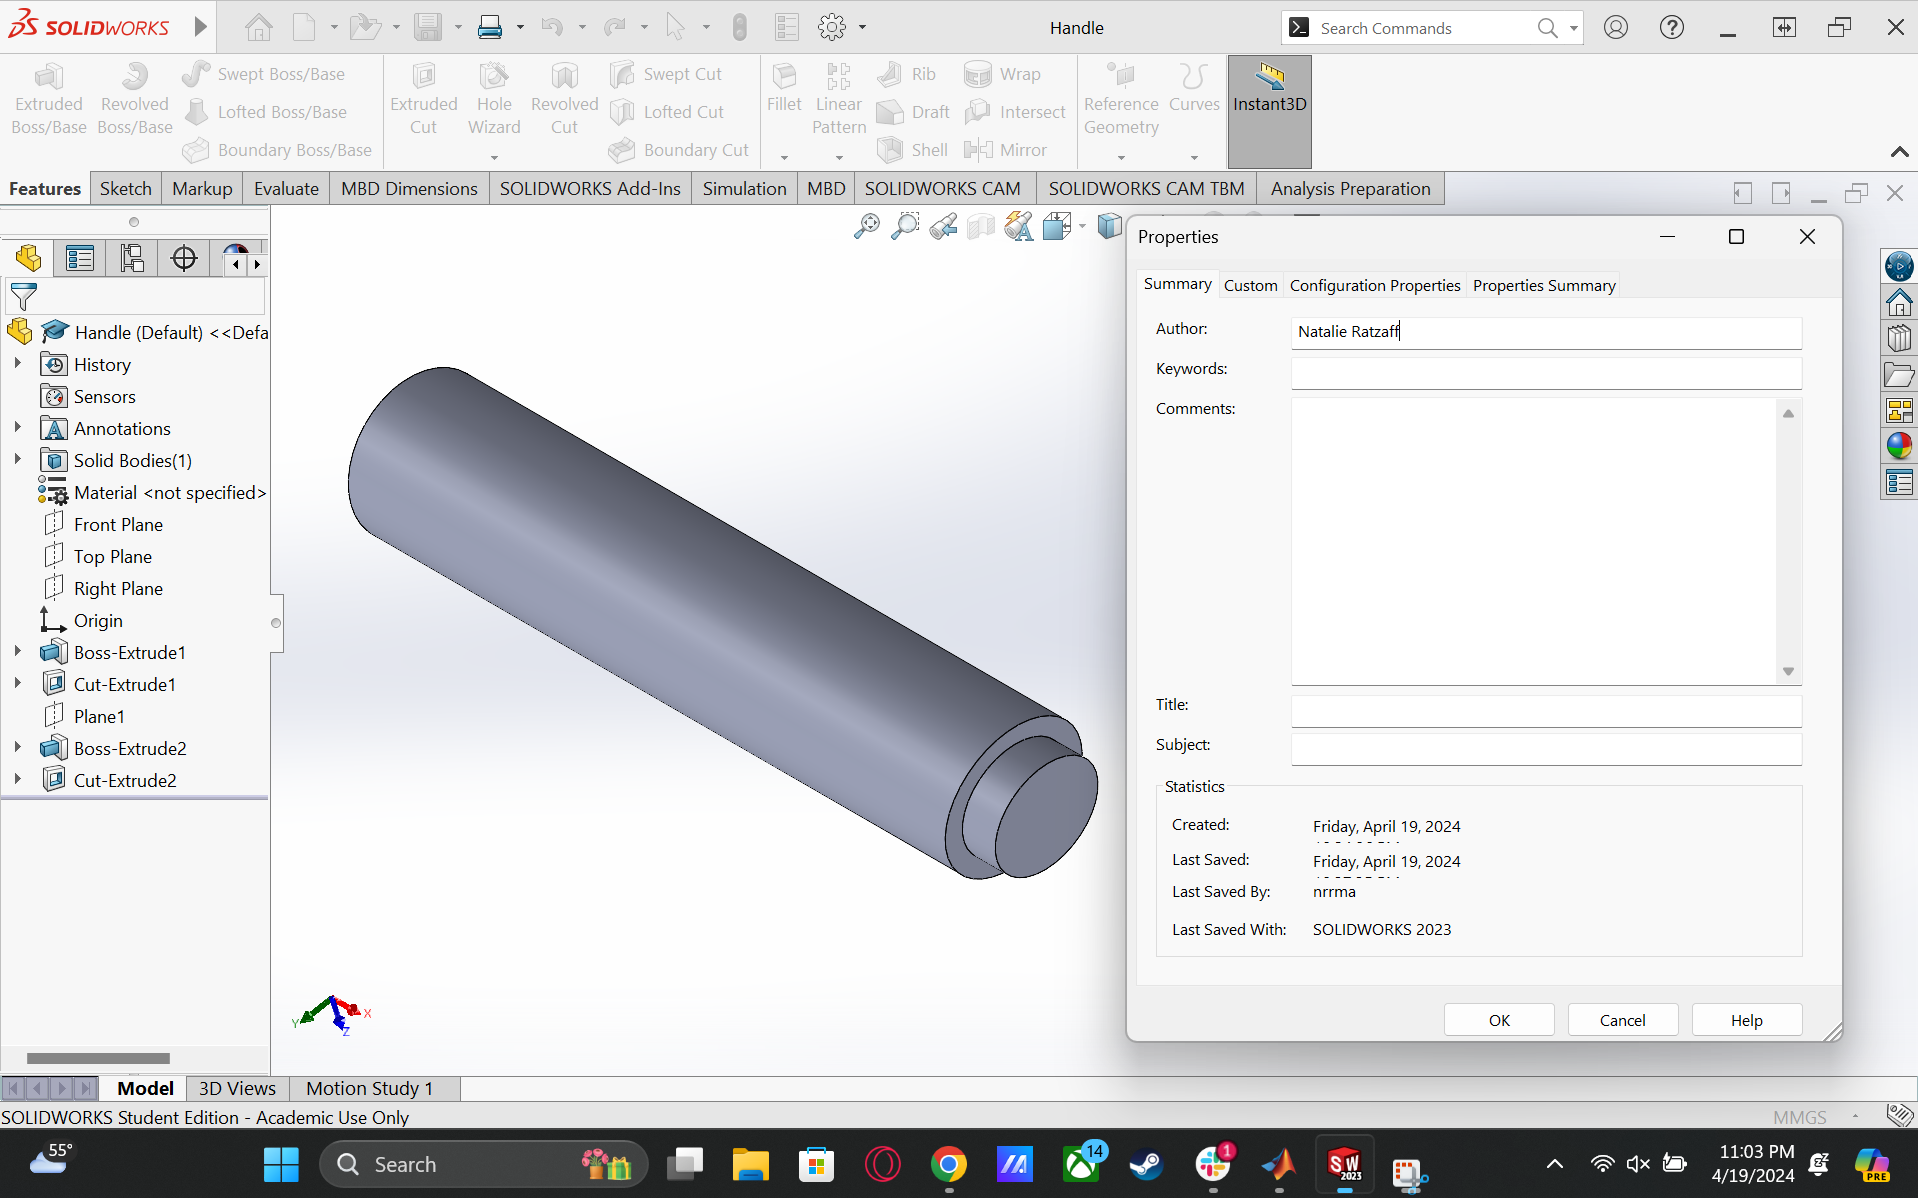 SOLIDWORKS
Handle
Search Commands
Extruded Boss/Base
Revolved Boss/Base
Swept Boss/Base
Lofted Boss/Base
Boundary Boss/Base
Extruded Cut
Hole Wizard
Revolved Cut
Swept Cut
Lofted Cut
Boundary Cut
Fillet
Linear Pattern
Rib
Draft
Shell
Wrap
Intersect
Mirror
Reference Geometry
Curves
Instant3D
Features
Sketch
Markup
Evaluate
MBD Dimensions
SOLIDWORKS Add-Ins
Simulation
MBD
SOLIDWORKS CAM
SOLIDWORKS CAM TBM
Analysis Preparation
Handle (Default) <<Defa
History
Sensors
Annotations
Solid Bodies(1)
Material <not specified>
Front Plane
Top Plane
Right Plane
Origin
Boss-Extrude1
Cut-Extrude1
Plane1
Boss-Extrude2
Cut-Extrude2
Y
X
Z
Properties
Summary
Custom
Configuration Properties
Properties Summary
Author:
Natalie Ratzaff
Keywords:
Comments:
Title:
Subject:
Statistics
Created:
Friday, April 19, 2024
Last Saved:
Friday, April 19, 2024
Last Saved By:
nrrma
Last Saved With:
SOLIDWORKS 2023
OK
Cancel
Help
Model
3D Views
Motion Study 1
SOLIDWORKS Student Edition - Academic Use Only
MMGS
55°
Search
14
1
SW
2023
11:03 PM
4/19/2024
PRE